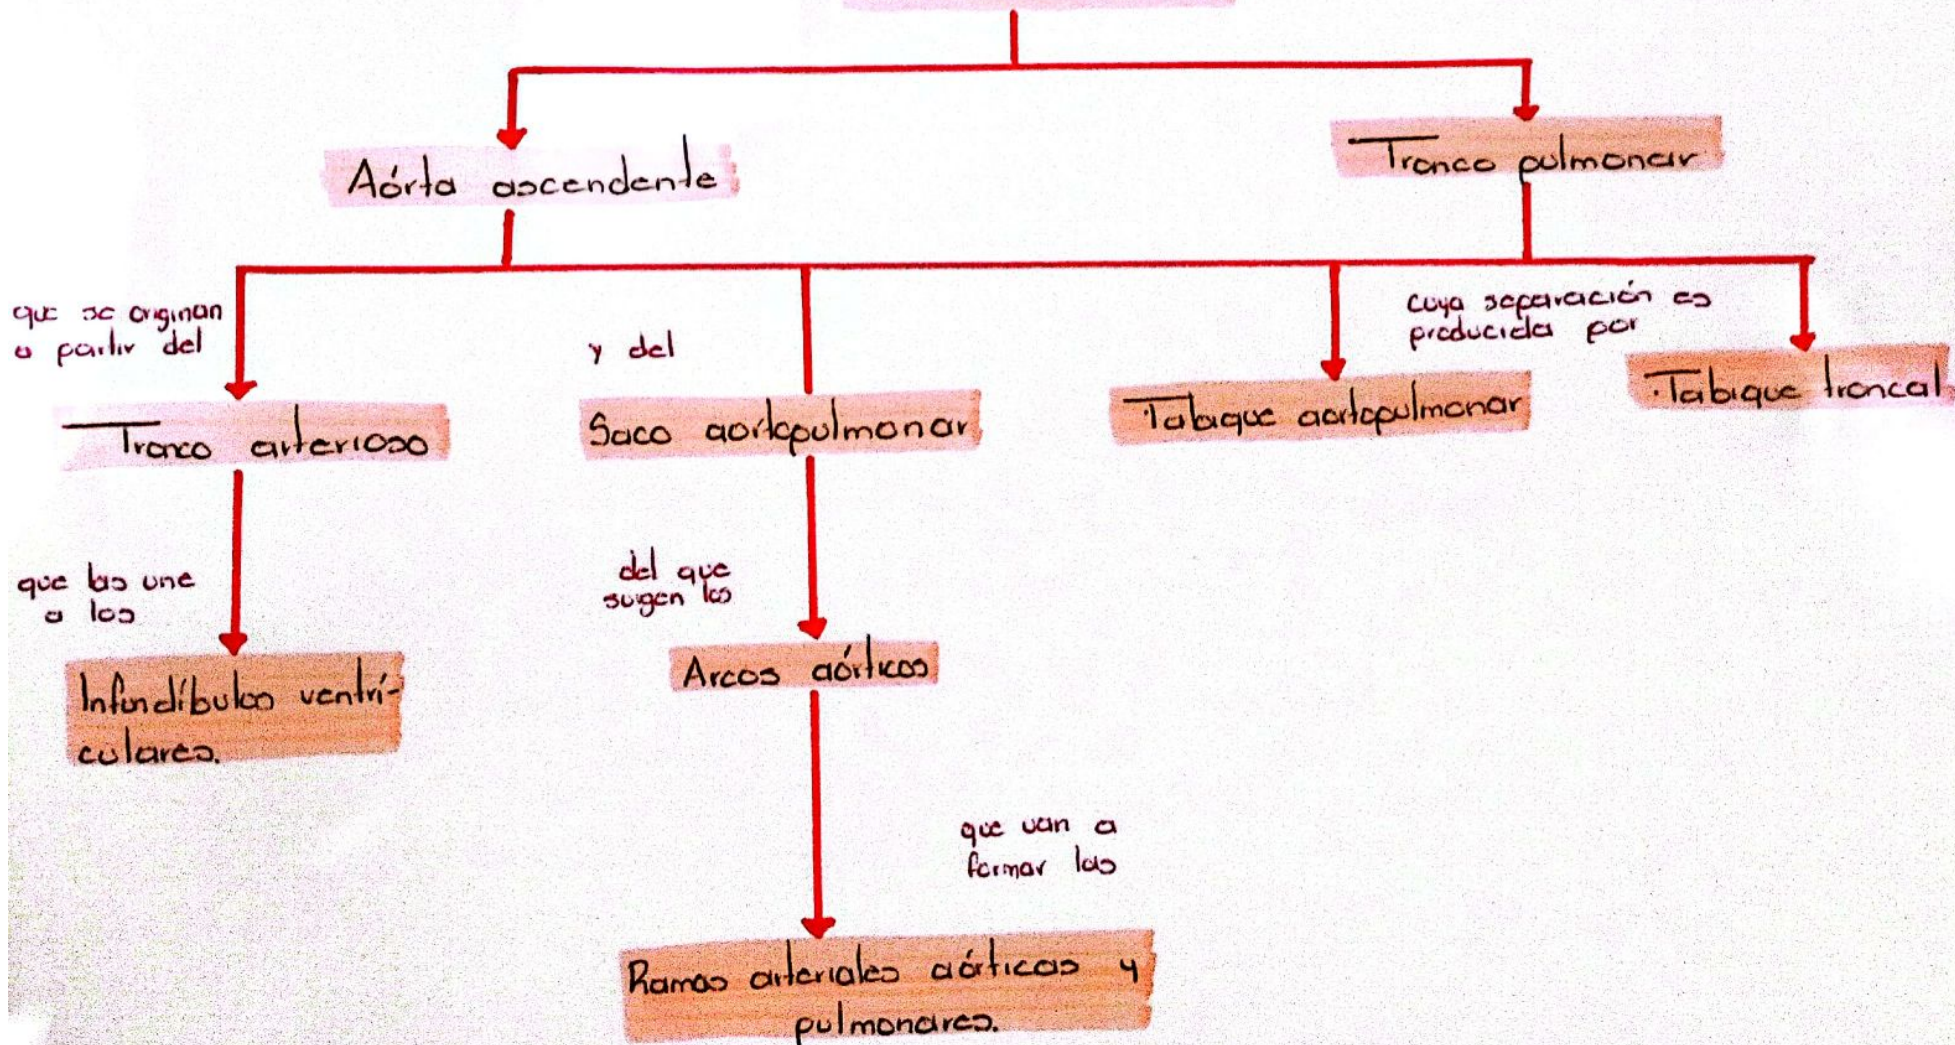 Aórta ascendente
Tronco pulmonar
que se originan
a partir del
y del
cuya separación es
producida por
Tronco arterioso
Saco aortopulmonar
Tabique aortopulmonar
Tabique troncal
que las une
a los
del que
surgen los
Infundíbulos ventrí-
culares.
Arcos aórticos
que van a
formar las
Ramas arteriales aórticas y
pulmonares.